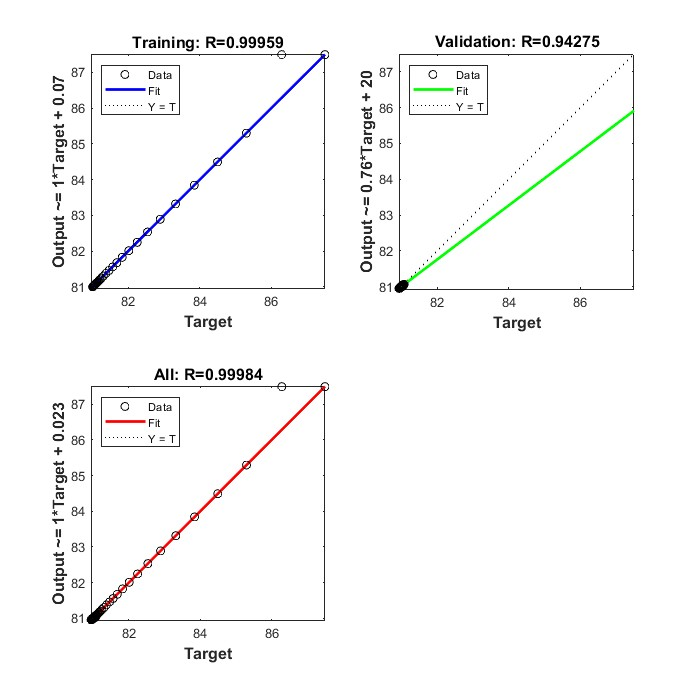 Training: R=0.99959
Output ~= 1*Target + 0.07
87
86
85
84
83
82
81
Data
Fit
Y = T
82 84 86
Target
Validation: R=0.94275
Output ~= 0.76*Target + 20
87
86
85
84
83
82
81
Data
Fit
Y = T
82 84 86
Target
All: R=0.99984
Output ~= 1*Target + 0.023
87
86
85
84
83
82
81
Data
Fit
Y = T
82 84 86
Target